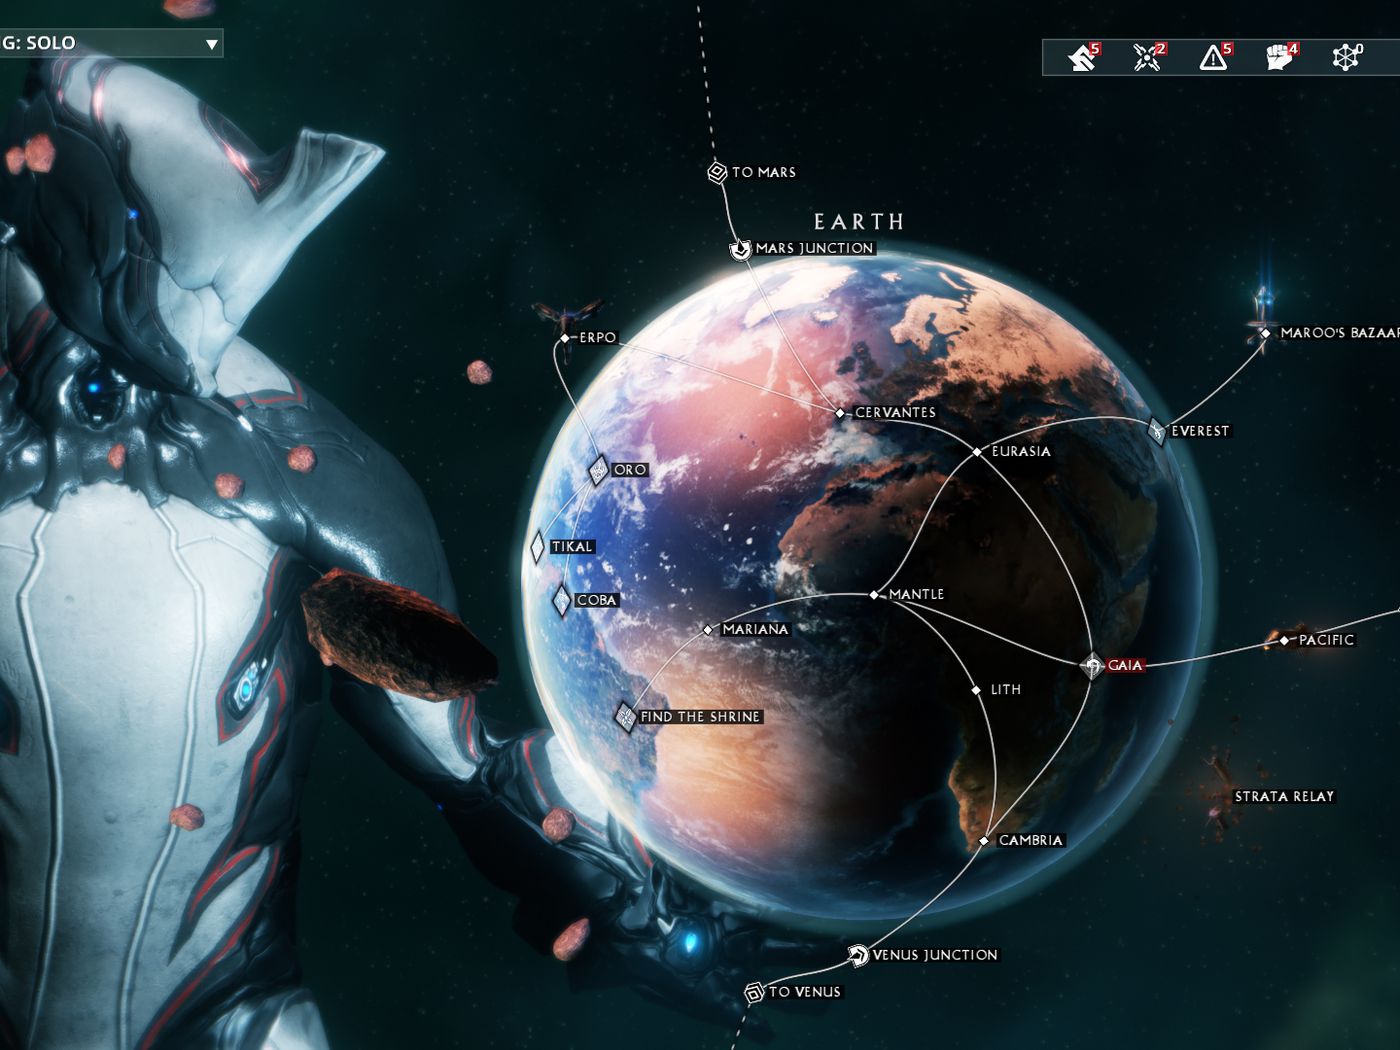 G: SOLO
5 2 5 4 0
TO MARS
EARTH
MARS JUNCTION
ERPO
MAROO'S BAZAAR
CERVANTES
EVEREST
EURASIA
ORO
TIKAL
COBA
MANTLE
MARIANA
PACIFIC
GAIA
LITH
FIND THE SHRINE
STRATA RELAY
CAMBRIA
VENUS JUNCTION
TO VENUS